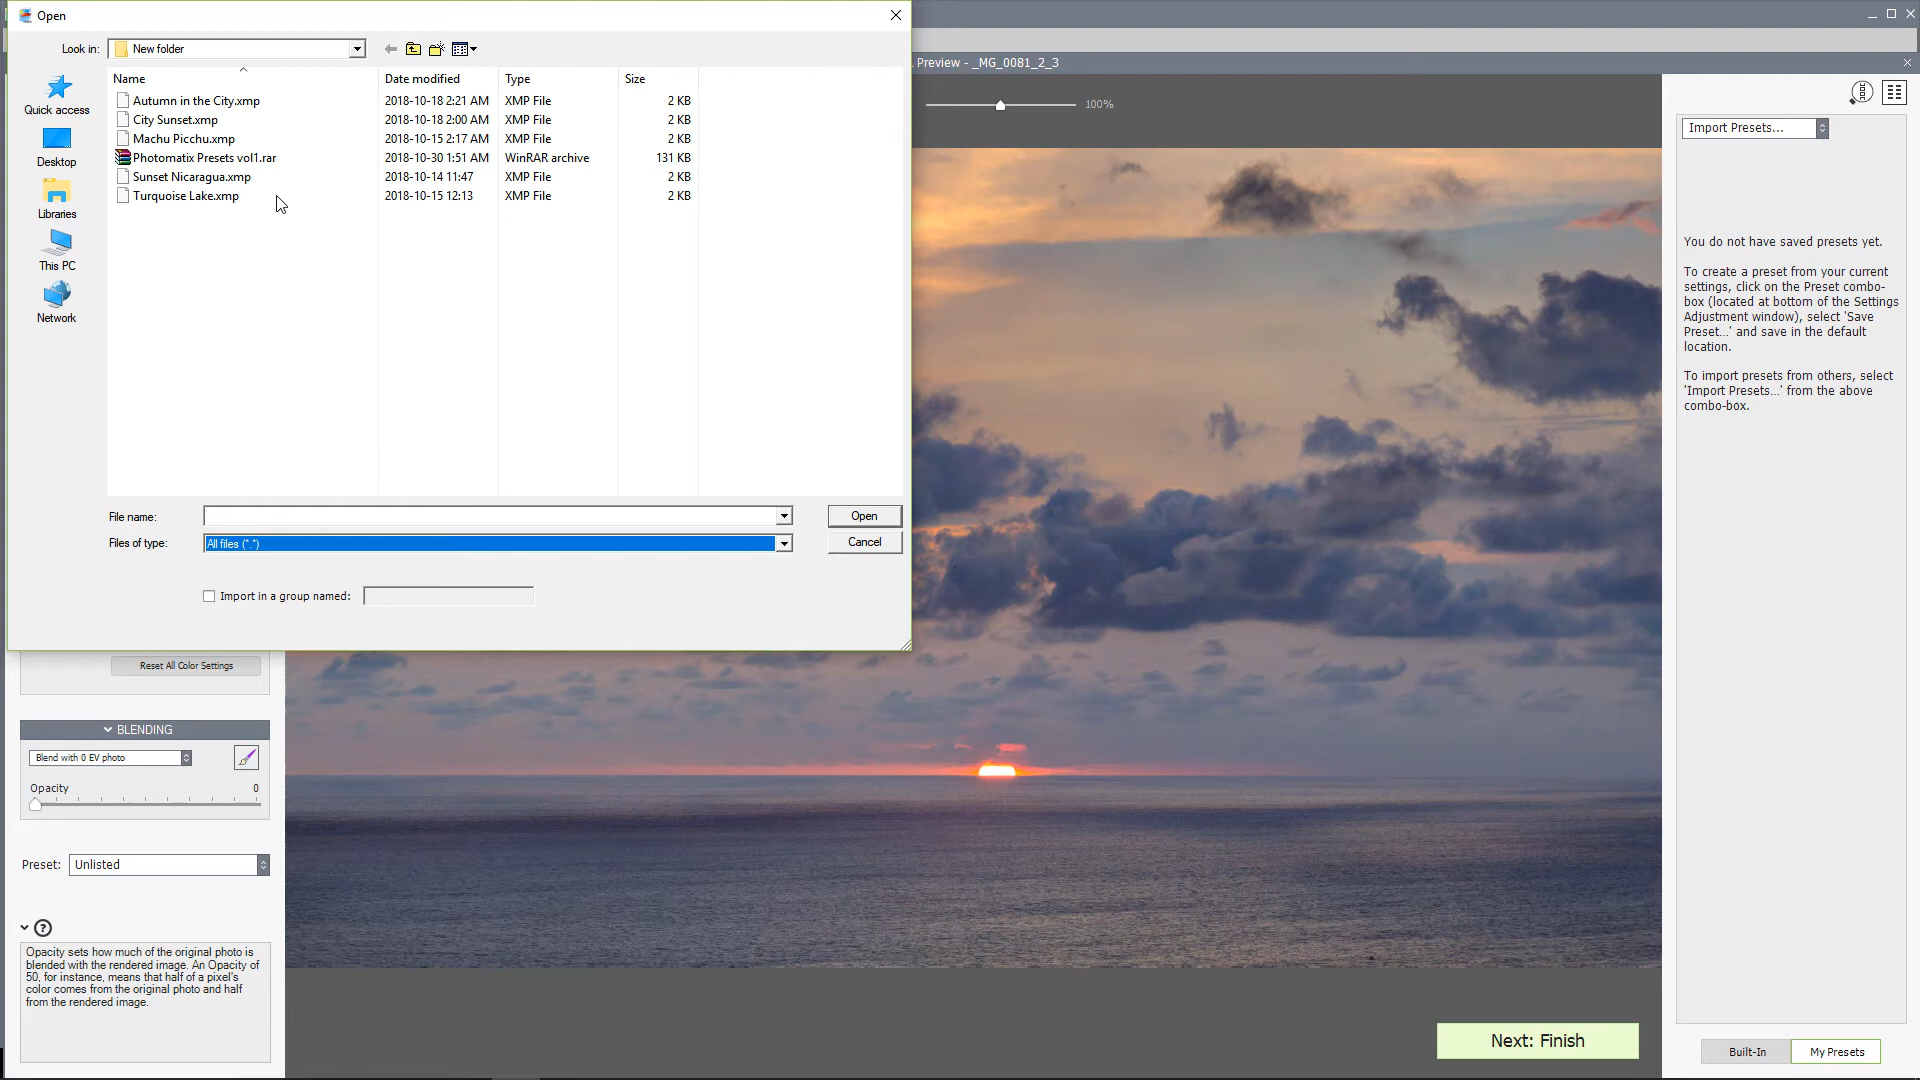 Open
Look in: New folder
Quick access
Desktop
Libraries
This PC
Network
Name Date modified Type Size
Autumn in the City.xmp 2018-10-18 2:21 AM XMP File 2 KB
City Sunset.xmp 2018-10-18 2:00 AM XMP File 2 KB
Machu Picchu.xmp 2018-10-15 2:17 AM XMP File 2 KB
Photomatix Presets vol1.rar 2018-10-30 1:51 AM WinRAR archive 131 KB
Sunset Nicaragua.xmp 2018-10-14 11:47 XMP File 2 KB
Turquoise Lake.xmp 2018-10-15 12:13 XMP File 2 KB
File name: Open
Files of type: All files (*.*) Cancel
Import in a group named:
Preview - _MG_0081_2_3
100%
Import Presets...
You do not have saved presets yet.
To create a preset from your current
settings, click on the Preset combo-
box (located at bottom of the Settings
Adjustment window), select 'Save
Preset...' and save in the default
location.
To import presets from others, select
'Import Presets...' from the above
combo-box.
Reset All Color Settings
BLENDING
Blend with 0 EV photo
Opacity 0
Preset: Unlisted
?
Opacity sets how much of the original photo is
blended with the rendered image. An Opacity of
50, for instance, means that half of a pixel's
color comes from the original photo and half
from the rendered image.
Next: Finish
Built-In My Presets